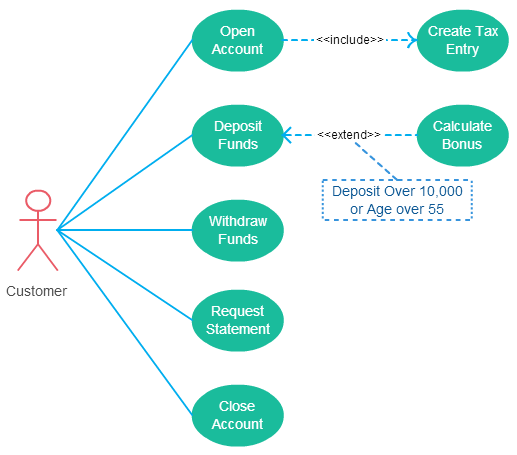 Open
Account
<<include>>
Create Tax
Entry
Deposit
Funds
<<extend>>
Calculate
Bonus
Deposit Over 10,000
or Age over 55
Withdraw
Funds
Customer
Request
Statement
Close
Account